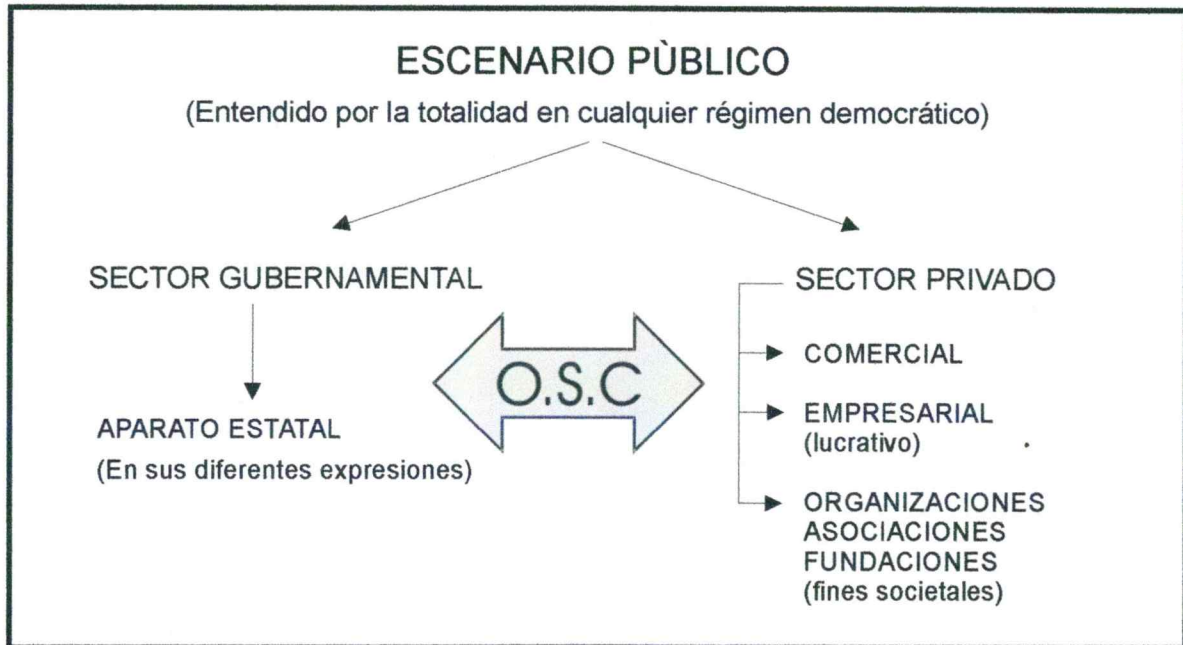 ESCENARIO PÙBLICO
(Entendido por la totalidad en cualquier régimen democrático)
SECTOR GUBERNAMENTAL
APARATO ESTATAL
(En sus diferentes expresiones)
O.S.C
SECTOR PRIVADO
COMERCIAL
EMPRESARIAL
(lucrativo)
ORGANIZACIONES
ASOCIACIONES
FUNDACIONES
(fines societales)